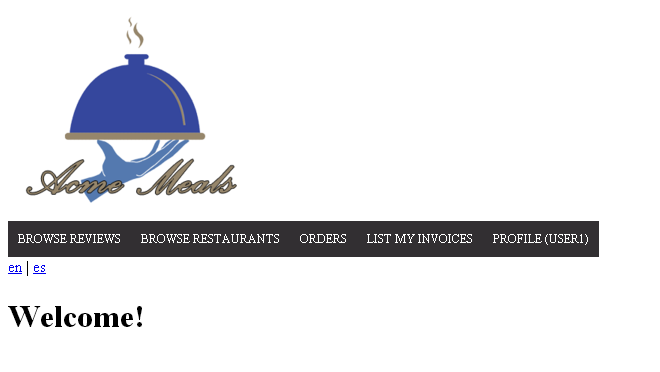 Acme Meals
BROWSE REVIEWS BROWSE RESTAURANTS ORDERS LIST MY INVOICES PROFILE (USER1)
en | es
Welcome!